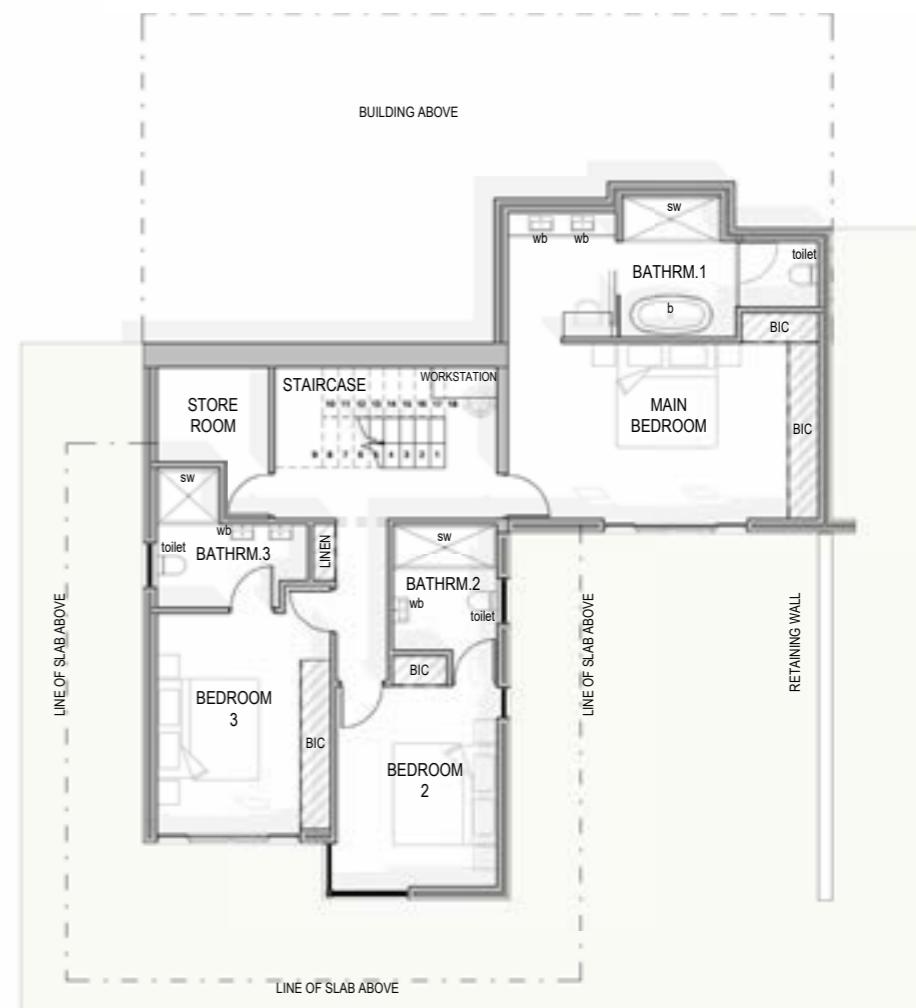 BUILDING ABOVE
sw
wb
wb
BATHRM.1
toilet
b
BIC
STAIRCASE
WORKSTATION
STORE
ROOM
MAIN
BEDROOM
BIC
10 11 12 13 14 15 16 17 18
9 8 7 6 5 4 3 2 1
sw
wb
toilet
BATHRM.3
LINEN
sw
BATHRM.2
wb
toilet
BIC
LINE OF SLAB ABOVE
LINE OF SLAB ABOVE
RETAINING WALL
BEDROOM
3
BIC
BEDROOM
2
LINE OF SLAB ABOVE